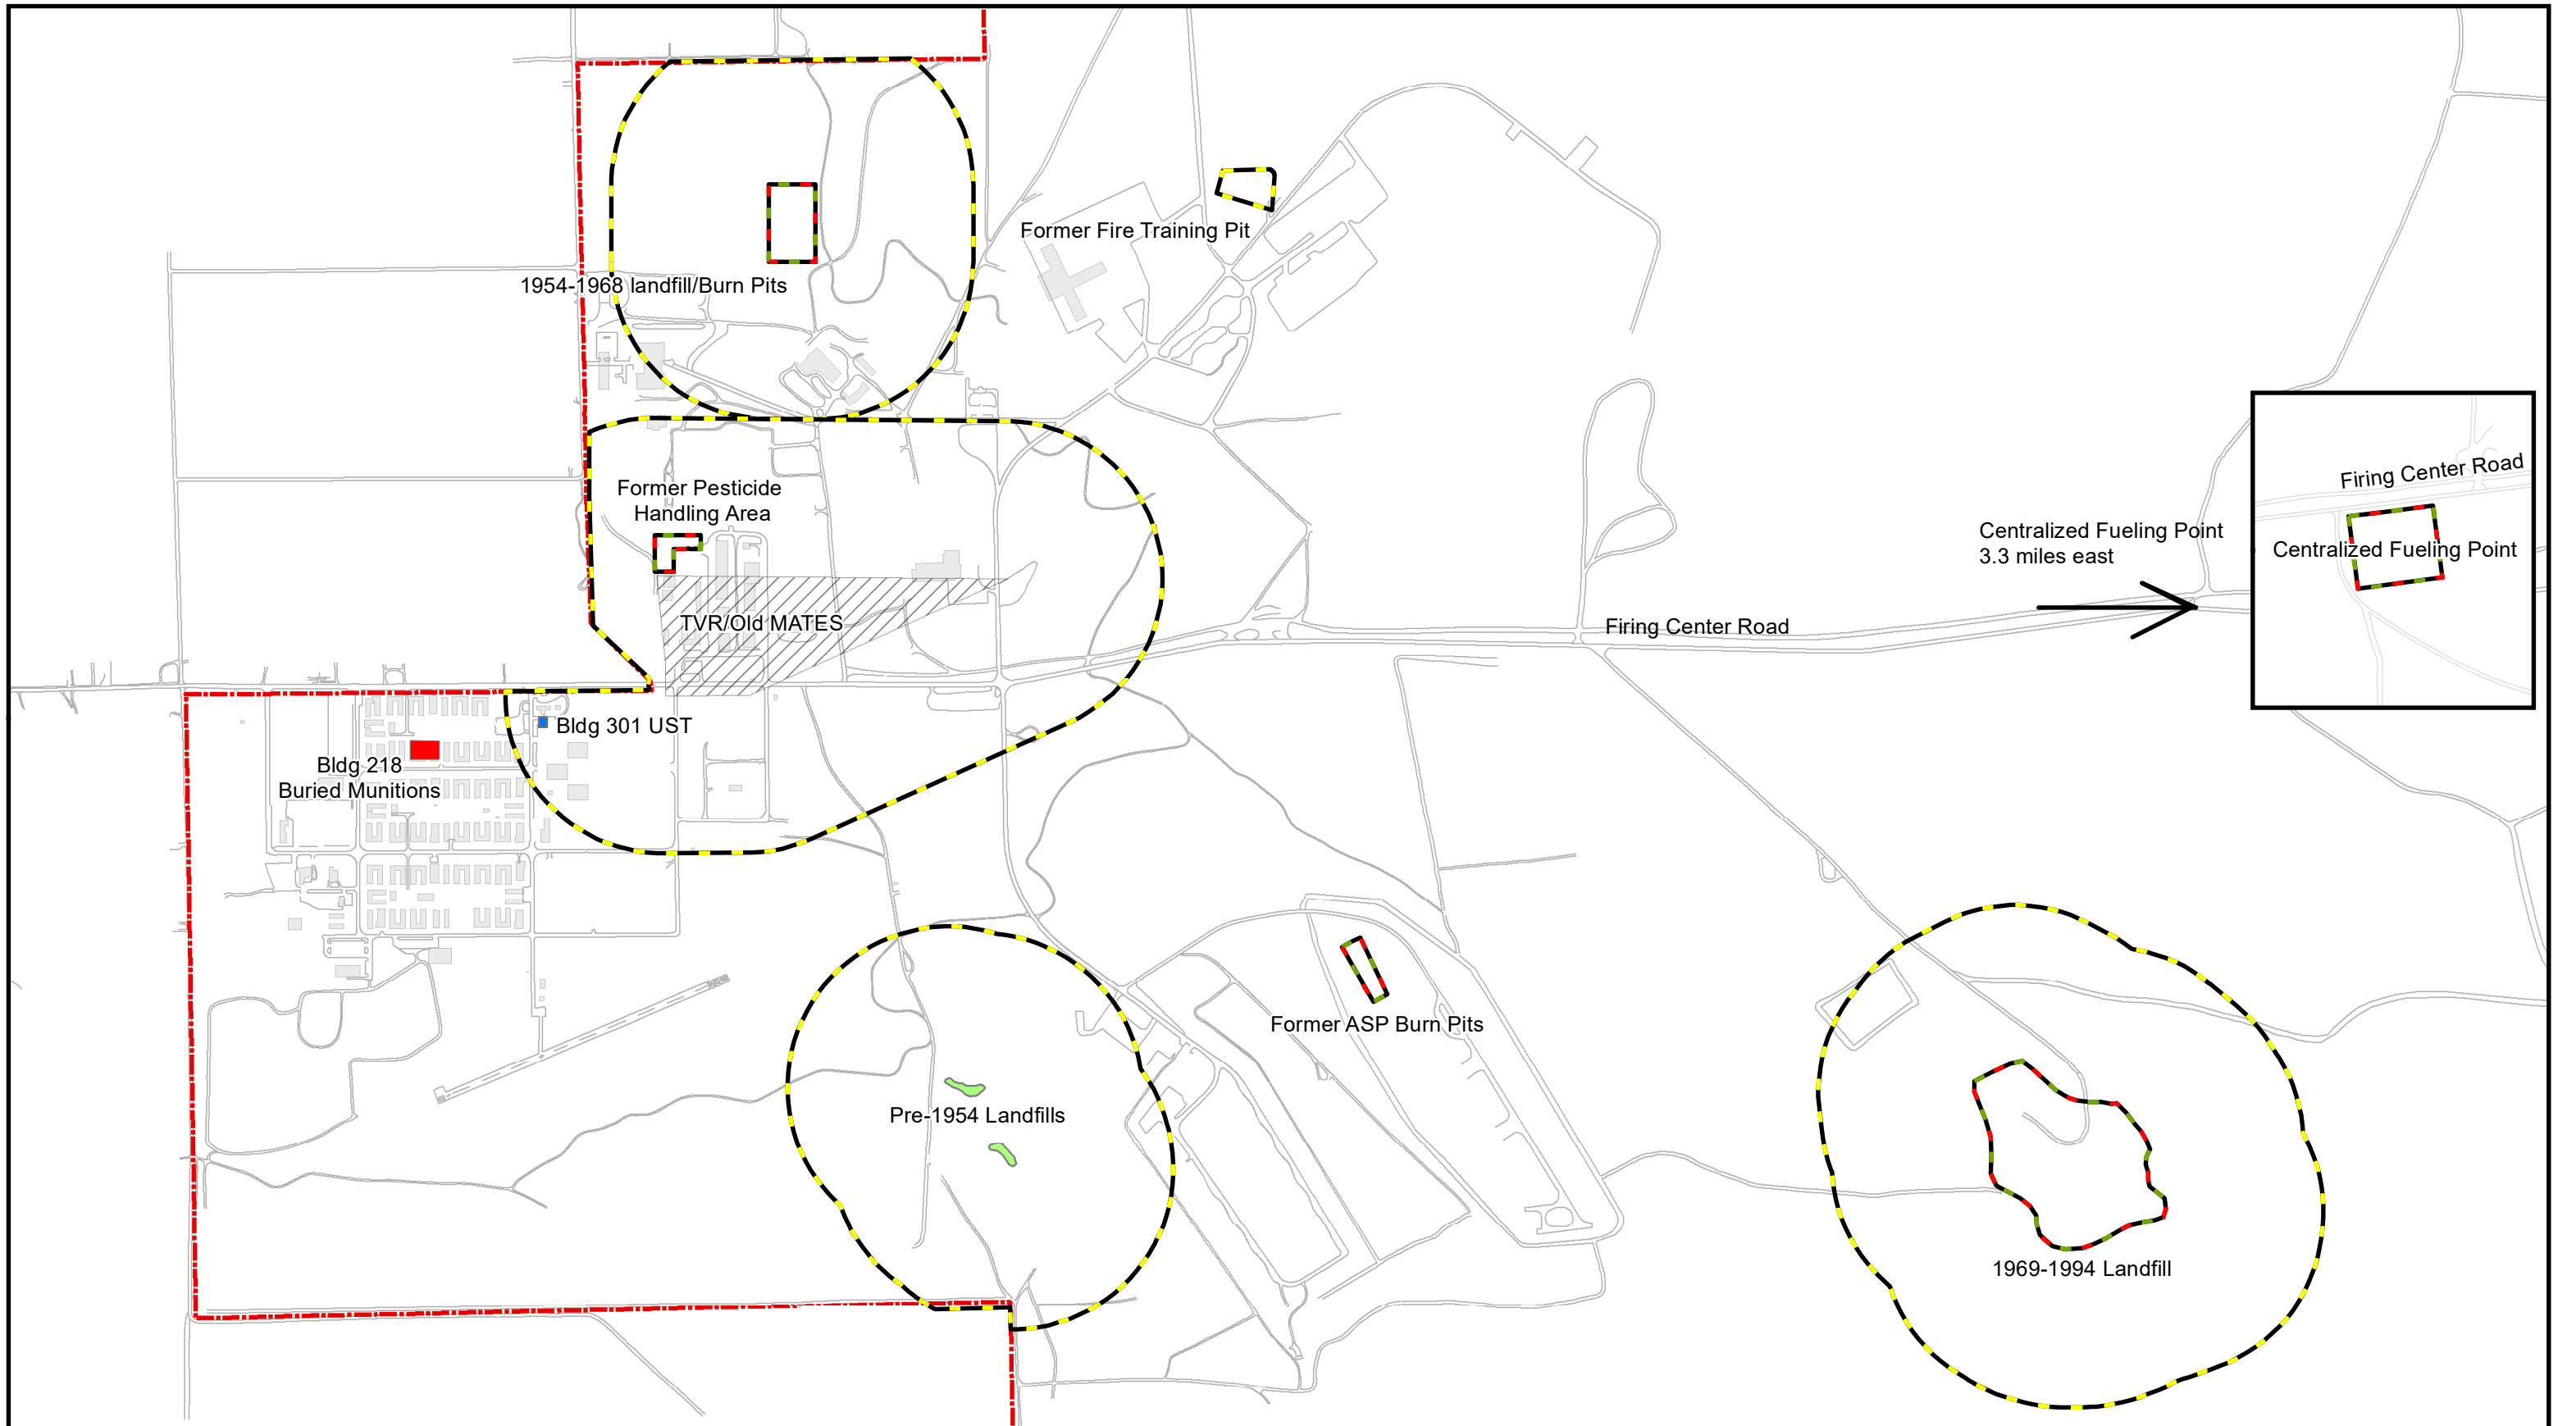 Former Fire Training Pit
1954-1968 landfill/Burn Pits
Firing Center Road
Former Pesticide
Handling Area
Centralized Fueling Point
3.3 miles east
Centralized Fueling Point
TVR/Old MATES
Firing Center Road
Bldg 301 UST
Bldg 218
Buried Munitions
Former ASP Burn Pits
Pre-1954 Landfills
1969-1994 Landfill